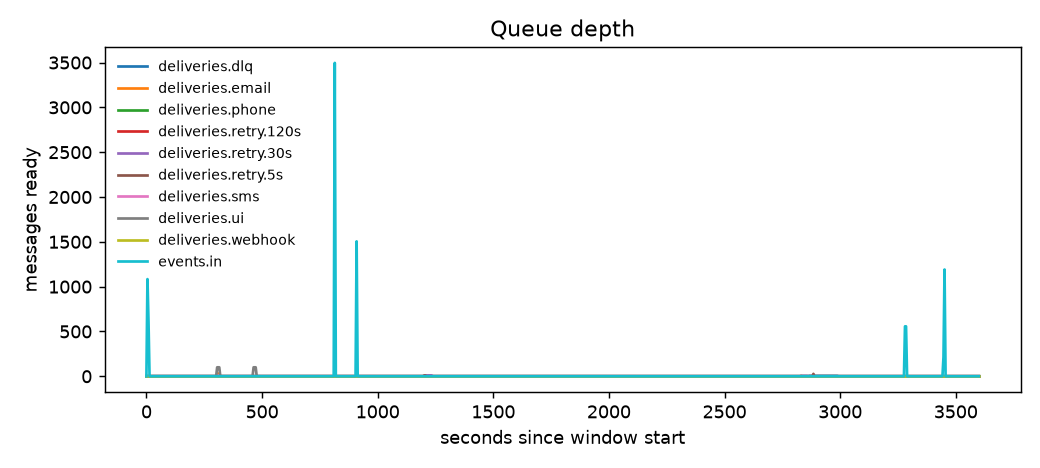 Queue depth
messages ready
3500
3000
2500
2000
1500
1000
500
0
deliveries.dlq
deliveries.email
deliveries.phone
deliveries.retry.120s
deliveries.retry.30s
deliveries.retry.5s
deliveries.sms
deliveries.ui
deliveries.webhook
events.in
0 500 1000 1500 2000 2500 3000 3500
seconds since window start